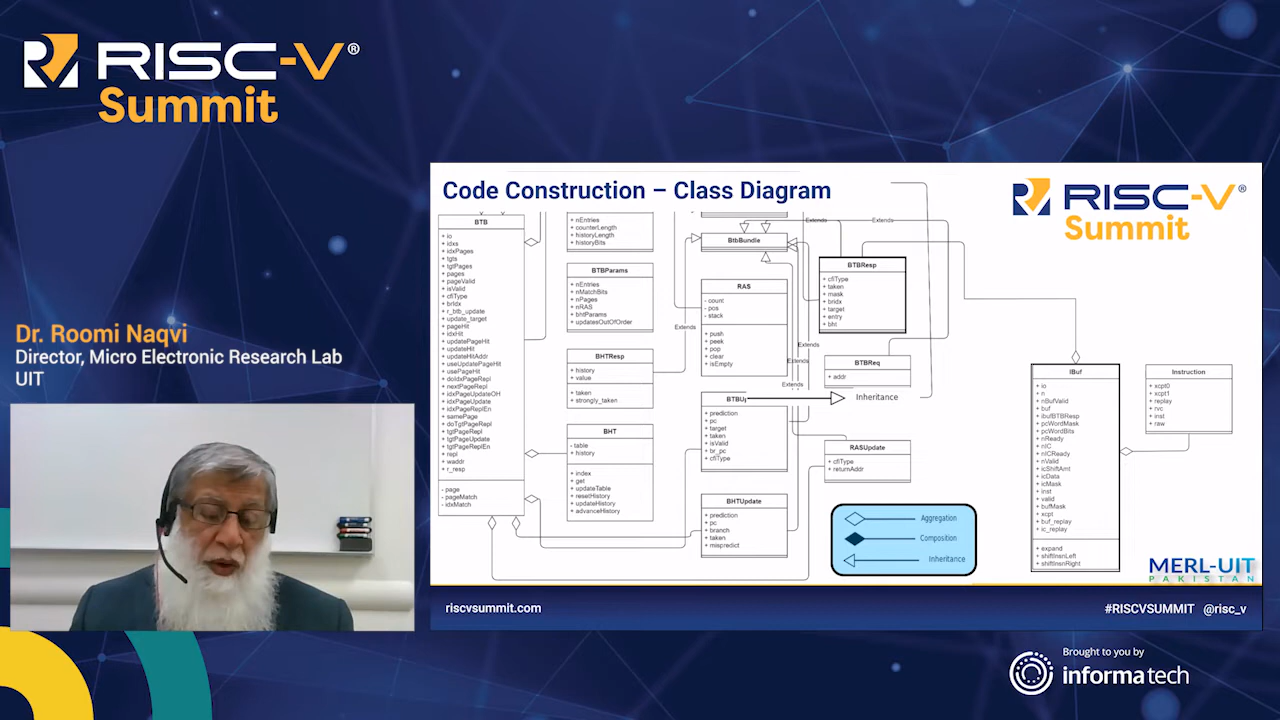 RISC-V®
Summit
Dr. Roomi Naqvi
Director, Micro Electronic Research Lab
UIT
Code Construction – Class Diagram
RISC-V®
Summit
BTB
+ io
+ idxs
+ idxPages
+ tgts
+ tgtPages
+ pages
+ pageValid
+ isValid
+ cfiType
+ brIdx
+ r_btb_update
+ update_target
+ pageHit
+ idxHit
+ updatePageHit
+ updateHit
+ updateHitAddr
+ useUpdatePageHit
+ usePageHit
+ doIdxPageRepl
+ nextPageRepl
+ idxPageUpdateOH
+ idxPageUpdate
+ idxPageReplEn
+ samePage
+ doTgtPageRepl
+ tgtPageRepl
+ tgtPageUpdate
+ tgtPageReplEn
+ repl
+ waddr
+ r_resp
- page
- pageMatch
- idxMatch
+ nEntries
+ counterLength
+ historyLength
+ historyBits
BTBParams
+ nEntries
+ nMatchBits
+ nPages
+ nRAS
+ bhtParams
+ updatesOutOfOrder
BHTResp
+ history
+ value
+ taken
+ strongly_taken
BHT
- table
+ history
+ index
+ get
+ updateTable
+ resetHistory
+ updateHistory
+ advanceHistory
BtbBundle
RAS
- count
- pos
- stack
+ push
+ peek
+ pop
+ clear
+ isEmpty
BTBU
+ prediction
+ pc
+ target
+ taken
+ isValid
+ br_pc
+ cfiType
BHTUpdate
+ prediction
+ pc
+ branch
+ taken
+ mispredict
Extends
Extends
Extends
Extends
Extends
Extends
BTBResp
+ cfiType
+ taken
+ mask
+ bridx
+ target
+ entry
+ bht
BTBReq
+ addr
Inheritance
RASUpdate
+ cfiType
+ returnAddr
Aggregation
Composition
Inheritance
IBuf
+ io
+ n
+ nBufValid
+ buf
+ ibufBTBResp
+ pcWordMask
+ pcWordBits
+ nReady
+ nIC
+ nICReady
+ nValid
+ icShiftAmt
+ icData
+ icMask
+ inst
+ valid
+ bufMask
+ xcpt
+ buf_replay
+ ic_replay
+ expand
+ shiftInsnLeft
+ shiftInsnRight
Instruction
+ xcpt0
+ xcpt1
+ replay
+ rvc
+ inst
+ raw
MERL-UIT
PAKISTAN
riscvsummit.com
#RISCVSUMMIT @risc_v
Brought to you by
informa tech